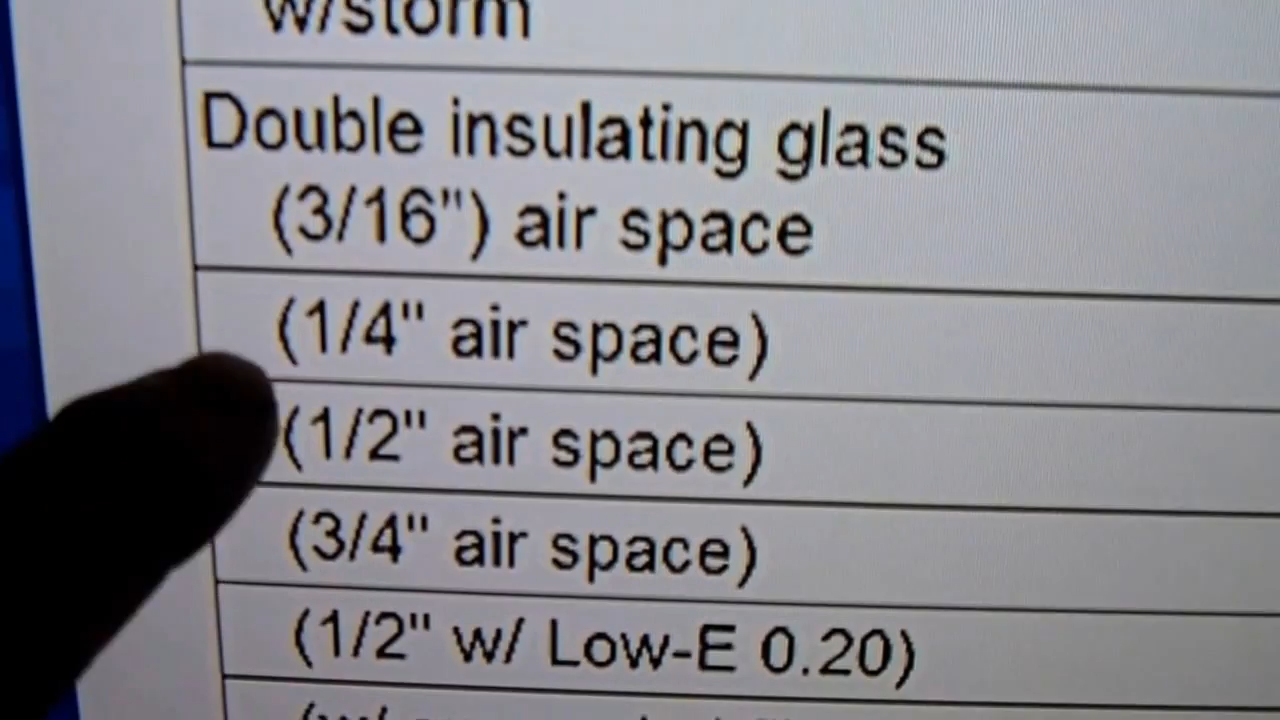 w/storm
Double insulating glass
(3/16") air space
(1/4" air space)
(1/2" air space)
(3/4" air space)
(1/2" w/ Low-E 0.20)